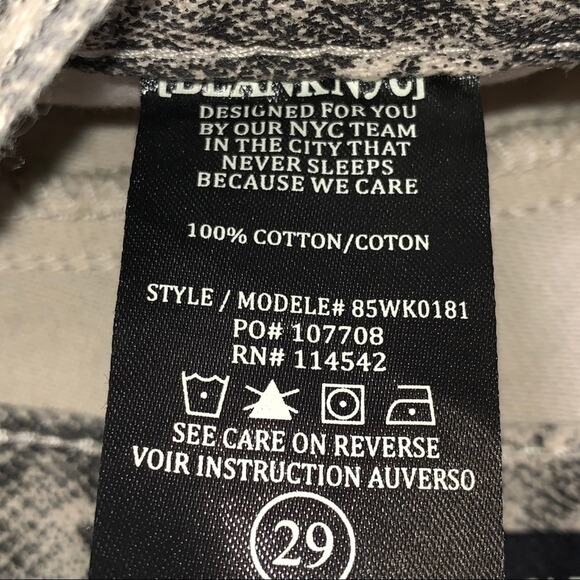 [BLANKNYC]
DESIGNED FOR YOU
BY OUR NYC TEAM
IN THE CITY THAT
NEVER SLEEPS
BECAUSE WE CARE
100% COTTON/COTON
STYLE / MODELE# 85WK0181
PO# 107708
RN# 114542
SEE CARE ON REVERSE
VOIR INSTRUCTION AUVERSO
29